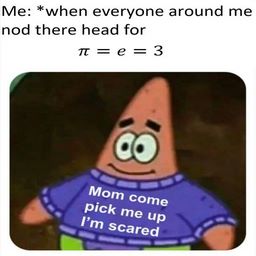 Me: *when everyone around me
nod there head for
π = e = 3
Mom come
pick me up
I'm scared